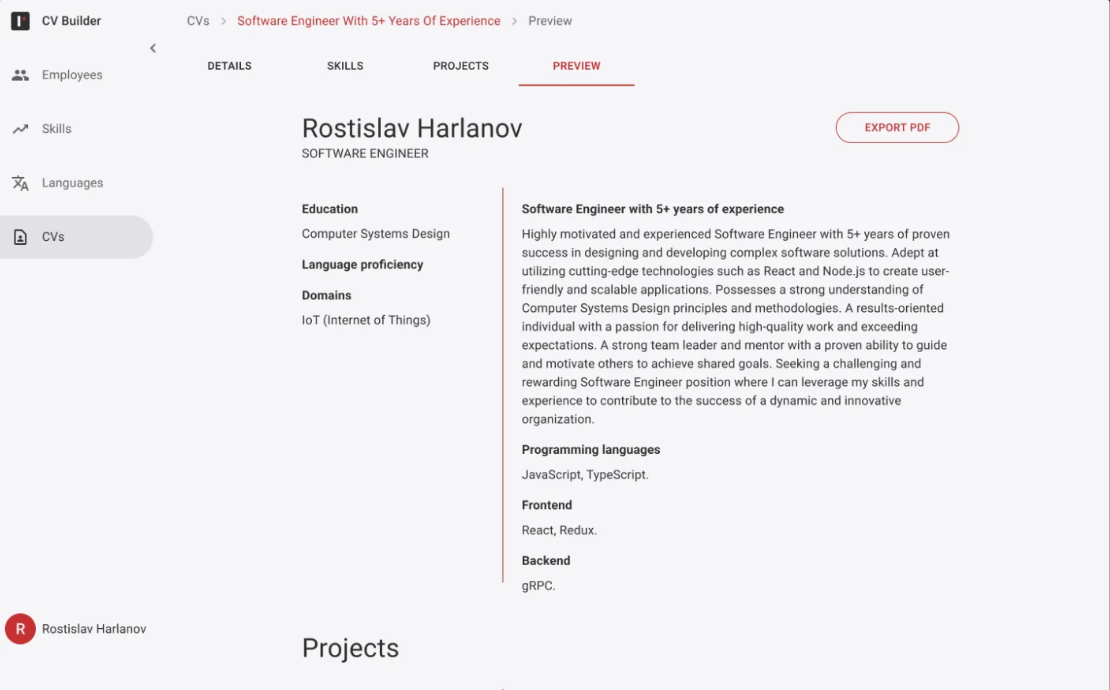 CV Builder
CVs > Software Engineer With 5+ Years Of Experience > Preview
Employees
Skills
Languages
CVs
DETAILS SKILLS PROJECTS PREVIEW
Rostislav Harlanov
SOFTWARE ENGINEER
EXPORT PDF
Education
Computer Systems Design
Language proficiency
Domains
IoT (Internet of Things)
Software Engineer with 5+ years of experience
Highly motivated and experienced Software Engineer with 5+ years of proven
success in designing and developing complex software solutions. Adept at
utilizing cutting-edge technologies such as React and Node.js to create user-
friendly and scalable applications. Possesses a strong understanding of
Computer Systems Design principles and methodologies. A results-oriented
individual with a passion for delivering high-quality work and exceeding
expectations. A strong team leader and mentor with a proven ability to guide
and motivate others to achieve shared goals. Seeking a challenging and
rewarding Software Engineer position where I can leverage my skills and
experience to contribute to the success of a dynamic and innovative
organization.
Programming languages
JavaScript, TypeScript.
Frontend
React, Redux.
Backend
gRPC.
R Rostislav Harlanov
Projects